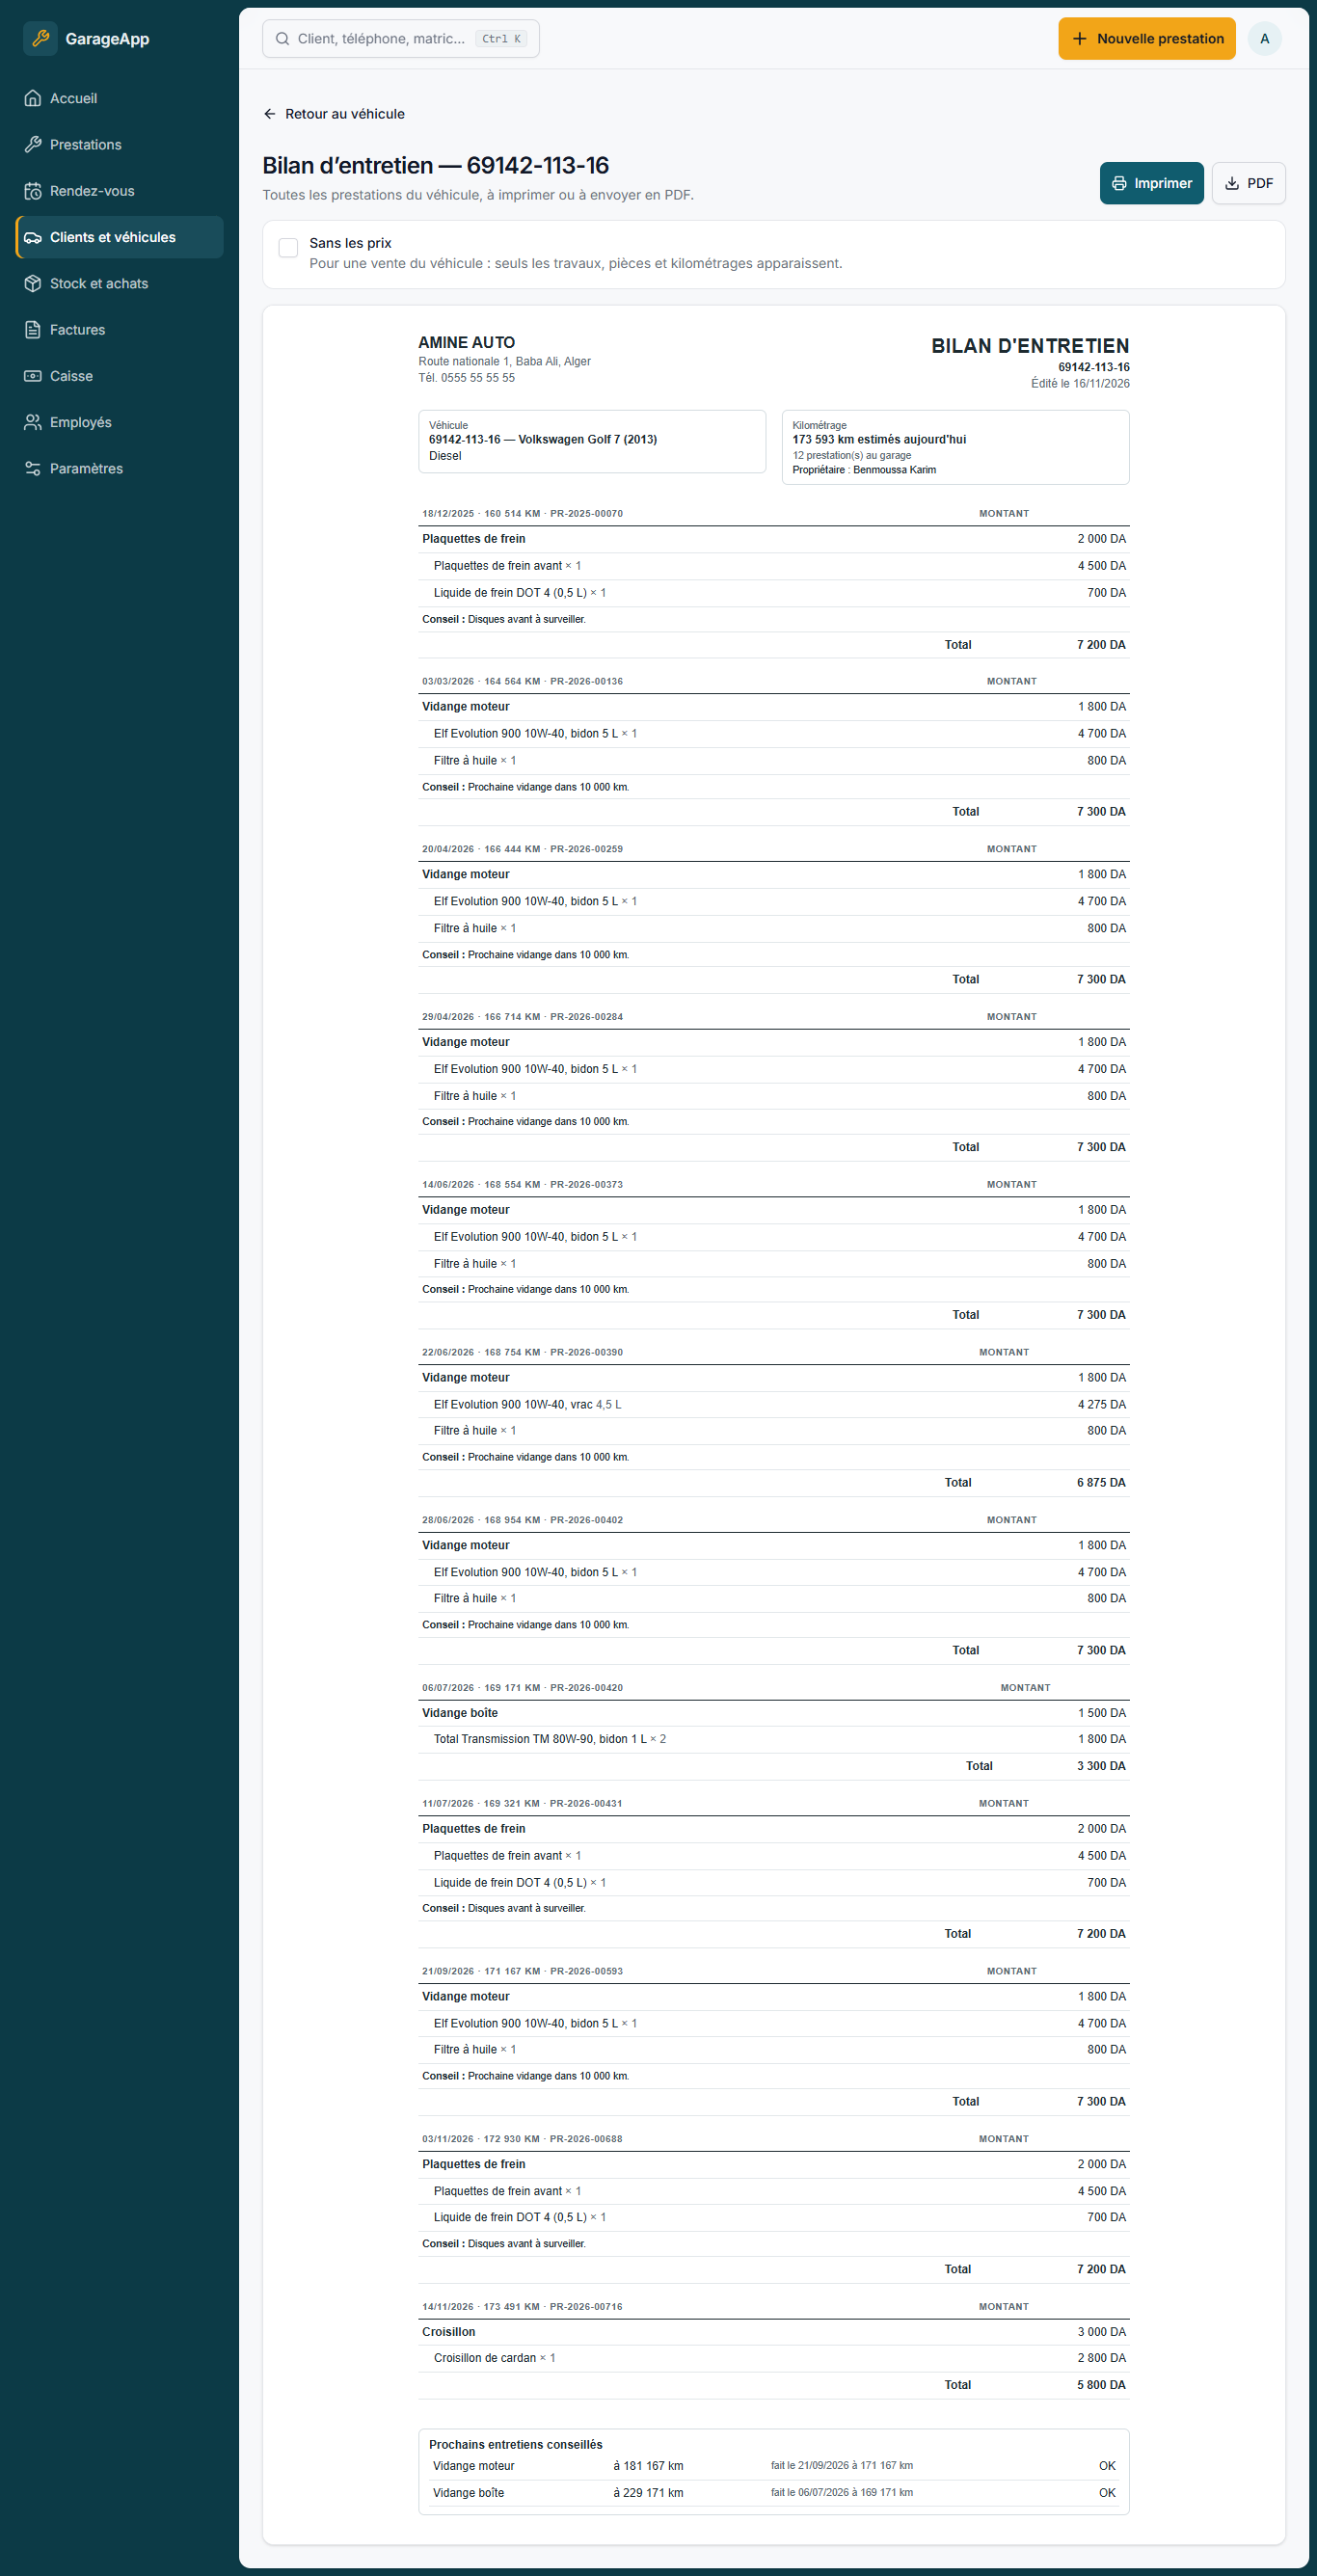 GarageApp
Accueil
Prestations
Rendez-vous
Clients et véhicules
Stock et achats
Factures
Caisse
Employés
Paramètres
Client, téléphone, matric... Ctrl K
Nouvelle prestation
A
Retour au véhicule
Bilan d’entretien — 69142-113-16
Toutes les prestations du véhicule, à imprimer ou à envoyer en PDF.
Imprimer
PDF
Sans les prix
Pour une vente du véhicule : seuls les travaux, pièces et kilométrages apparaissent.
AMINE AUTO
Route nationale 1, Baba Ali, Alger
Tél. 0555 55 55 55
BILAN D'ENTRETIEN
69142-113-16
Édité le 16/11/2026
Véhicule
69142-113-16 — Volkswagen Golf 7 (2013)
Diesel
Kilométrage
173 593 km estimés aujourd'hui
12 prestation(s) au garage
Propriétaire : Benmoussa Karim
18/12/2025 · 160 514 KM · PR-2025-00070 MONTANT
Plaquettes de frein 2 000 DA
Plaquettes de frein avant × 1 4 500 DA
Liquide de frein DOT 4 (0,5 L) × 1 700 DA
Conseil : Disques avant à surveiller.
Total 7 200 DA
03/03/2026 · 164 564 KM · PR-2026-00136 MONTANT
Vidange moteur 1 800 DA
Elf Evolution 900 10W-40, bidon 5 L × 1 4 700 DA
Filtre à huile × 1 800 DA
Conseil : Prochaine vidange dans 10 000 km.
Total 7 300 DA
20/04/2026 · 166 444 KM · PR-2026-00259 MONTANT
Vidange moteur 1 800 DA
Elf Evolution 900 10W-40, bidon 5 L × 1 4 700 DA
Filtre à huile × 1 800 DA
Conseil : Prochaine vidange dans 10 000 km.
Total 7 300 DA
29/04/2026 · 166 714 KM · PR-2026-00284 MONTANT
Vidange moteur 1 800 DA
Elf Evolution 900 10W-40, bidon 5 L × 1 4 700 DA
Filtre à huile × 1 800 DA
Conseil : Prochaine vidange dans 10 000 km.
Total 7 300 DA
14/06/2026 · 168 554 KM · PR-2026-00373 MONTANT
Vidange moteur 1 800 DA
Elf Evolution 900 10W-40, bidon 5 L × 1 4 700 DA
Filtre à huile × 1 800 DA
Conseil : Prochaine vidange dans 10 000 km.
Total 7 300 DA
22/06/2026 · 168 754 KM · PR-2026-00390 MONTANT
Vidange moteur 1 800 DA
Elf Evolution 900 10W-40, vrac 4,5 L 4 275 DA
Filtre à huile × 1 800 DA
Conseil : Prochaine vidange dans 10 000 km.
Total 6 875 DA
28/06/2026 · 168 954 KM · PR-2026-00402 MONTANT
Vidange moteur 1 800 DA
Elf Evolution 900 10W-40, bidon 5 L × 1 4 700 DA
Filtre à huile × 1 800 DA
Conseil : Prochaine vidange dans 10 000 km.
Total 7 300 DA
06/07/2026 · 169 171 KM · PR-2026-00420 MONTANT
Vidange boîte 1 500 DA
Total Transmission TM 80W-90, bidon 1 L × 2 1 800 DA
Total 3 300 DA
11/07/2026 · 169 321 KM · PR-2026-00431 MONTANT
Plaquettes de frein 2 000 DA
Plaquettes de frein avant × 1 4 500 DA
Liquide de frein DOT 4 (0,5 L) × 1 700 DA
Conseil : Disques avant à surveiller.
Total 7 200 DA
21/09/2026 · 171 167 KM · PR-2026-00593 MONTANT
Vidange moteur 1 800 DA
Elf Evolution 900 10W-40, bidon 5 L × 1 4 700 DA
Filtre à huile × 1 800 DA
Conseil : Prochaine vidange dans 10 000 km.
Total 7 300 DA
03/11/2026 · 172 930 KM · PR-2026-00688 MONTANT
Plaquettes de frein 2 000 DA
Plaquettes de frein avant × 1 4 500 DA
Liquide de frein DOT 4 (0,5 L) × 1 700 DA
Conseil : Disques avant à surveiller.
Total 7 200 DA
14/11/2026 · 173 491 KM · PR-2026-00716 MONTANT
Croisillon 3 000 DA
Croisillon de cardan × 1 2 800 DA
Total 5 800 DA
Prochains entretiens conseillés
Vidange moteur à 181 167 km fait le 21/09/2026 à 171 167 km OK
Vidange boîte à 229 171 km fait le 06/07/2026 à 169 171 km OK